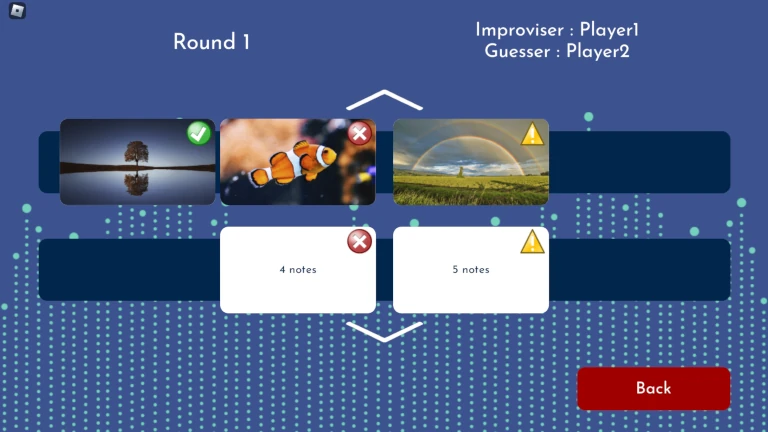 Round 1
Improviser : Player1
Guesser : Player2
4 notes
5 notes
Back